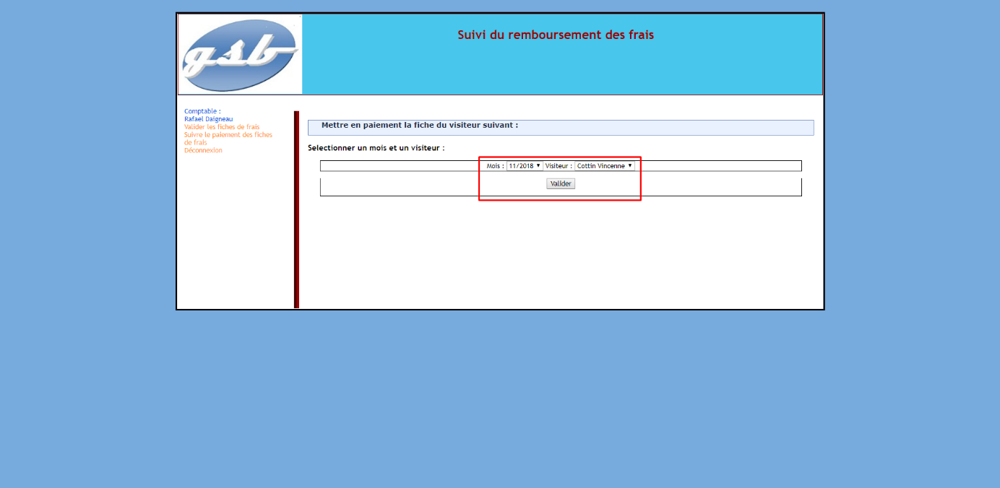 gsb
Suivi du remboursement des frais
Comptable :
Rafael Daigneau
Valider les fiches de frais
Suivre le paiement des fiches
de frais
Déconnexion
Mettre en paiement la fiche du visiteur suivant :
Selectionner un mois et un visiteur :
Mois : 11/2018 Visiteur : Cottin Vincenne
Valider